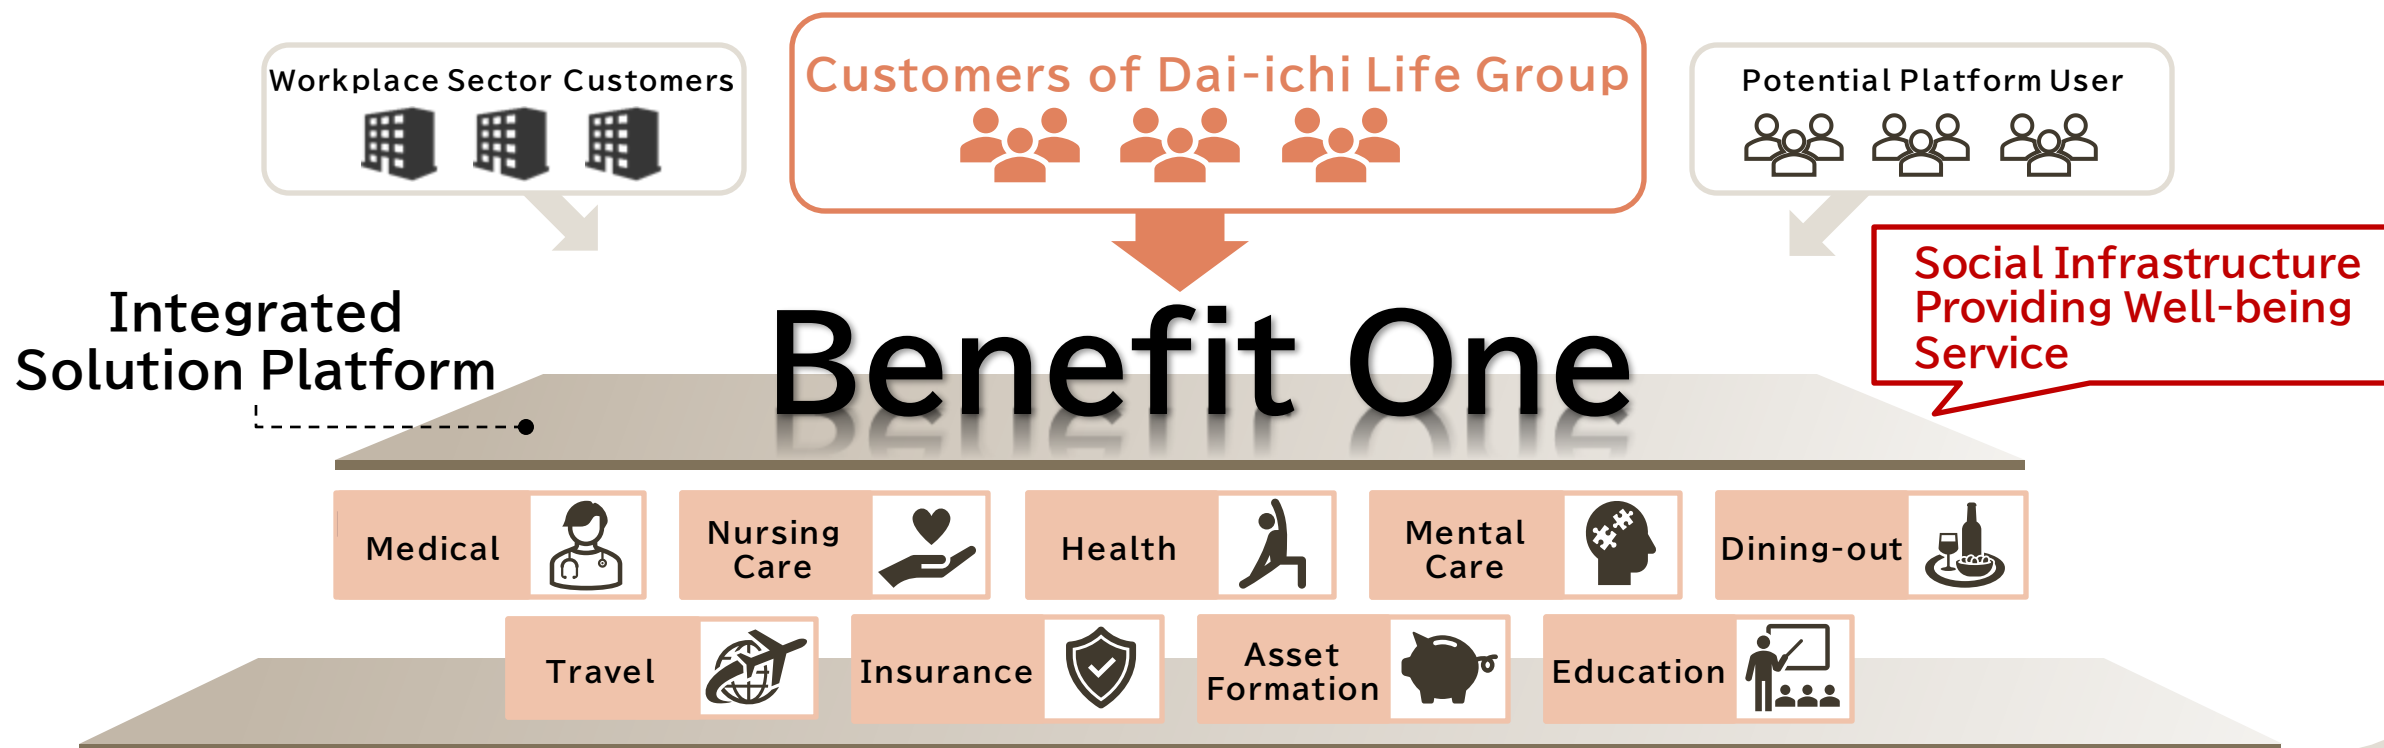 Workplace Sector Customers
Customers of Dai-ichi Life Group
Potential Platform User
Integrated
Solution Platform
Benefit One
Social Infrastructure
Providing Well-being
Service
Medical
Nursing
Care
Health
Mental
Care
Dining-out
Travel
Insurance
Asset
Formation
Education